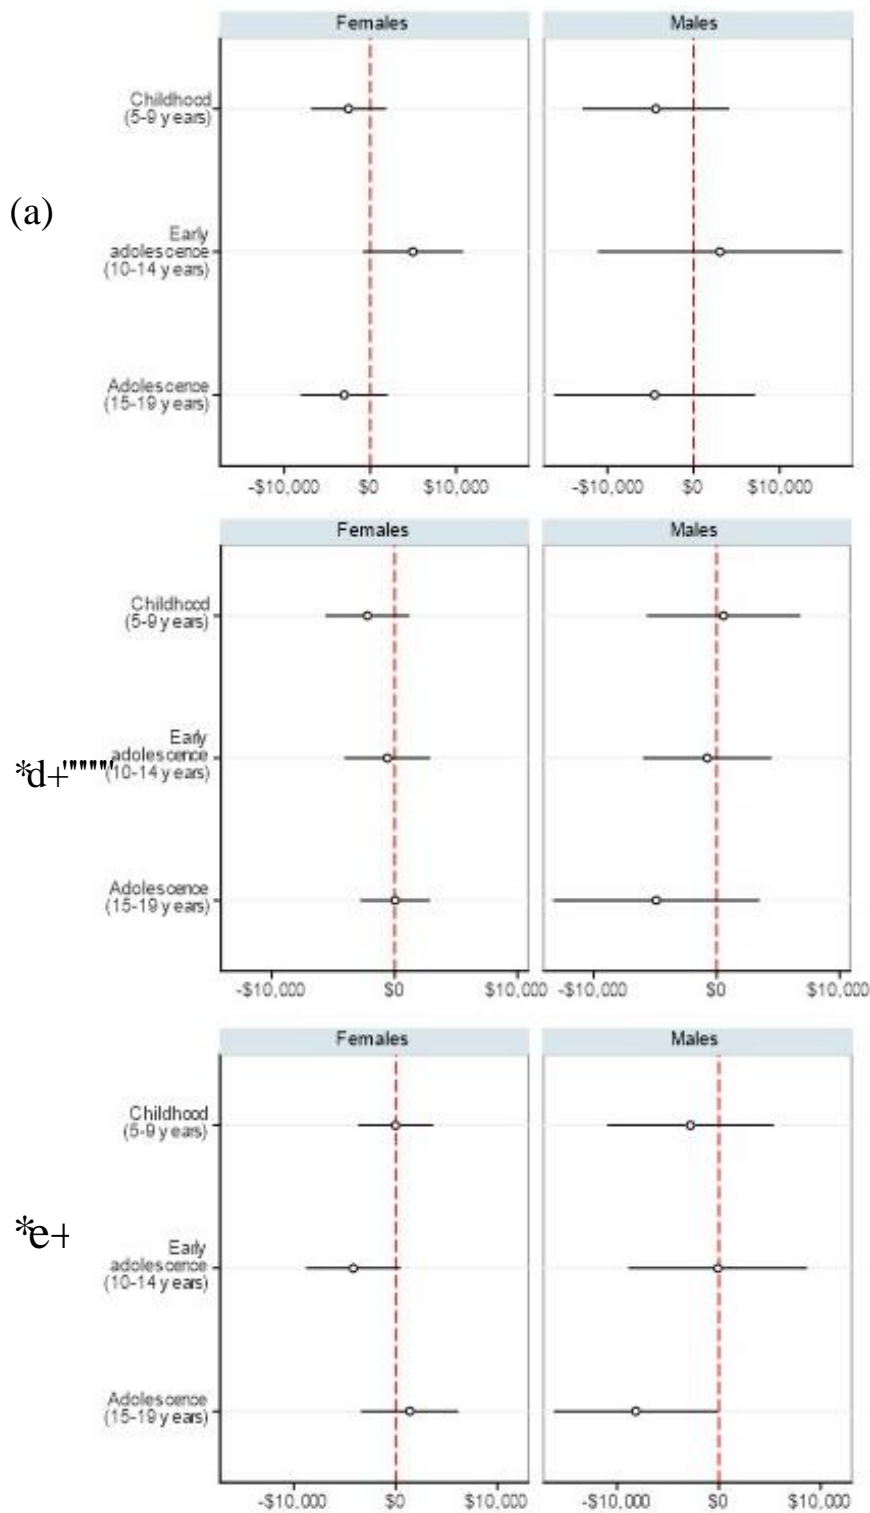 Females
Males
Childhood
(5-9 years)
(a)
Early
adolescence
(10-14 years)
Adolescence
(15-19 years)
-$10,000
$0
$10,000
-$10,000
$0
$10,000
Females
Males
Childhood
(5-9 years)
Early
adolescence
*d+"""""
(10-14 years)
Adolescence
(15-19 years)
-$10,000
$0
$10,000
-$10,000
$0
$10,000
Females
Males
Childhood
(5-9 years)
*e+
Early
adolescence
(10-14 years)
Adolescence
(15-19 years)
-$10,000
$0
$10,000
-$10,000
$0
$10,000